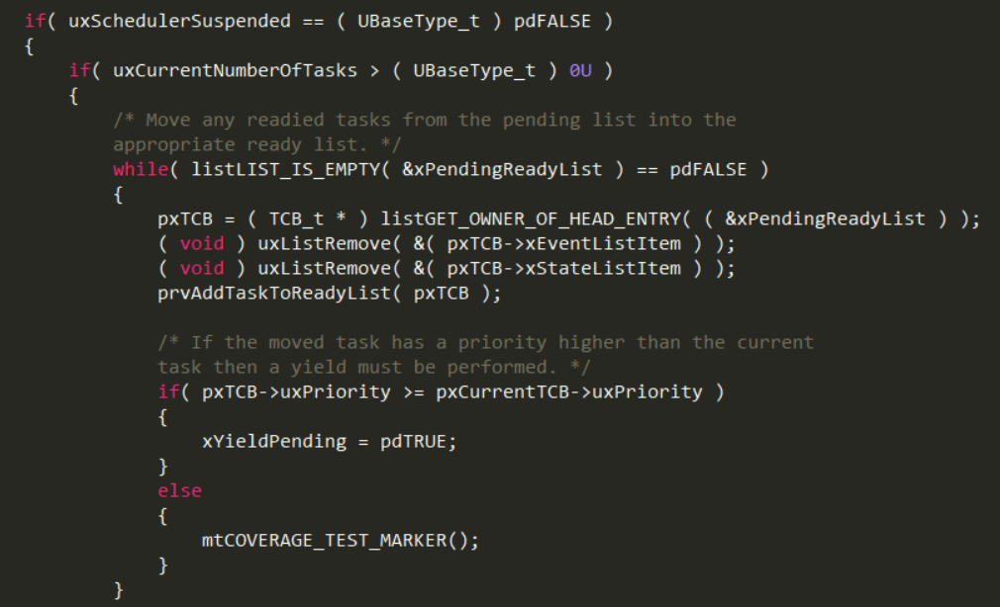 if( uxSchedulerSuspended == ( UBaseType_t ) pdFALSE )
{
if( uxCurrentNumberOfTasks > ( UBaseType_t ) 0U )
{
/* Move any readied tasks from the pending list into the
appropriate ready list. */
while( listLIST_IS_EMPTY( &xPendingReadyList ) == pdFALSE )
{
pxTCB = ( TCB_t * ) listGET_OWNER_OF_HEAD_ENTRY( ( &xPendingReadyList ) );
( void ) uxListRemove( &( pxTCB->xEventListItem ) );
( void ) uxListRemove( &( pxTCB->xStateListItem ) );
prvAddTaskToReadyList( pxTCB );
/* If the moved task has a priority higher than the current
task then a yield must be performed. */
if( pxTCB->uxPriority >= pxCurrentTCB->uxPriority )
{
xYieldPending = pdTRUE;
}
else
{
mtCOVERAGE_TEST_MARKER();
}
}